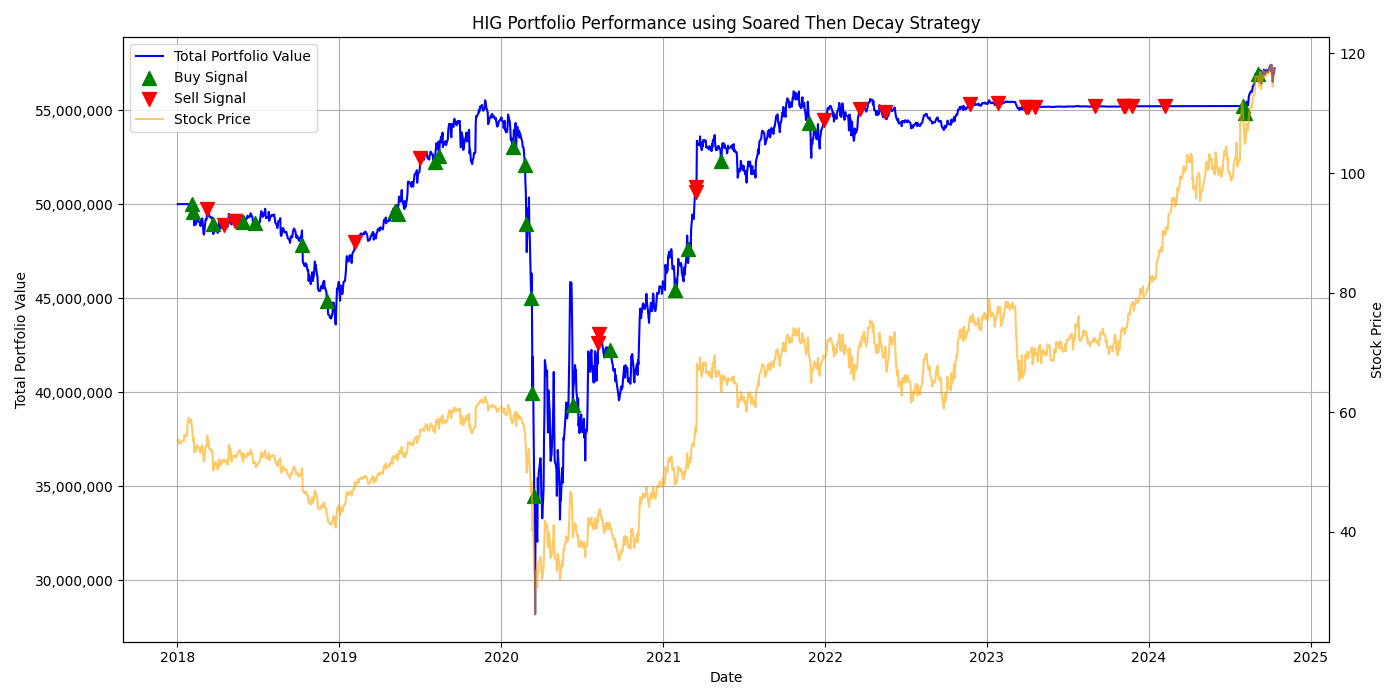 HIG Portfolio Performance using Soared Then Decay Strategy
Total Portfolio Value
Buy Signal
Sell Signal
Stock Price
55,000,000
50,000,000
45,000,000
40,000,000
35,000,000
30,000,000
Total Portfolio Value
120
100
80
60
40
Stock Price
2018
2019
2020
2021
2022
2023
2024
2025
Date